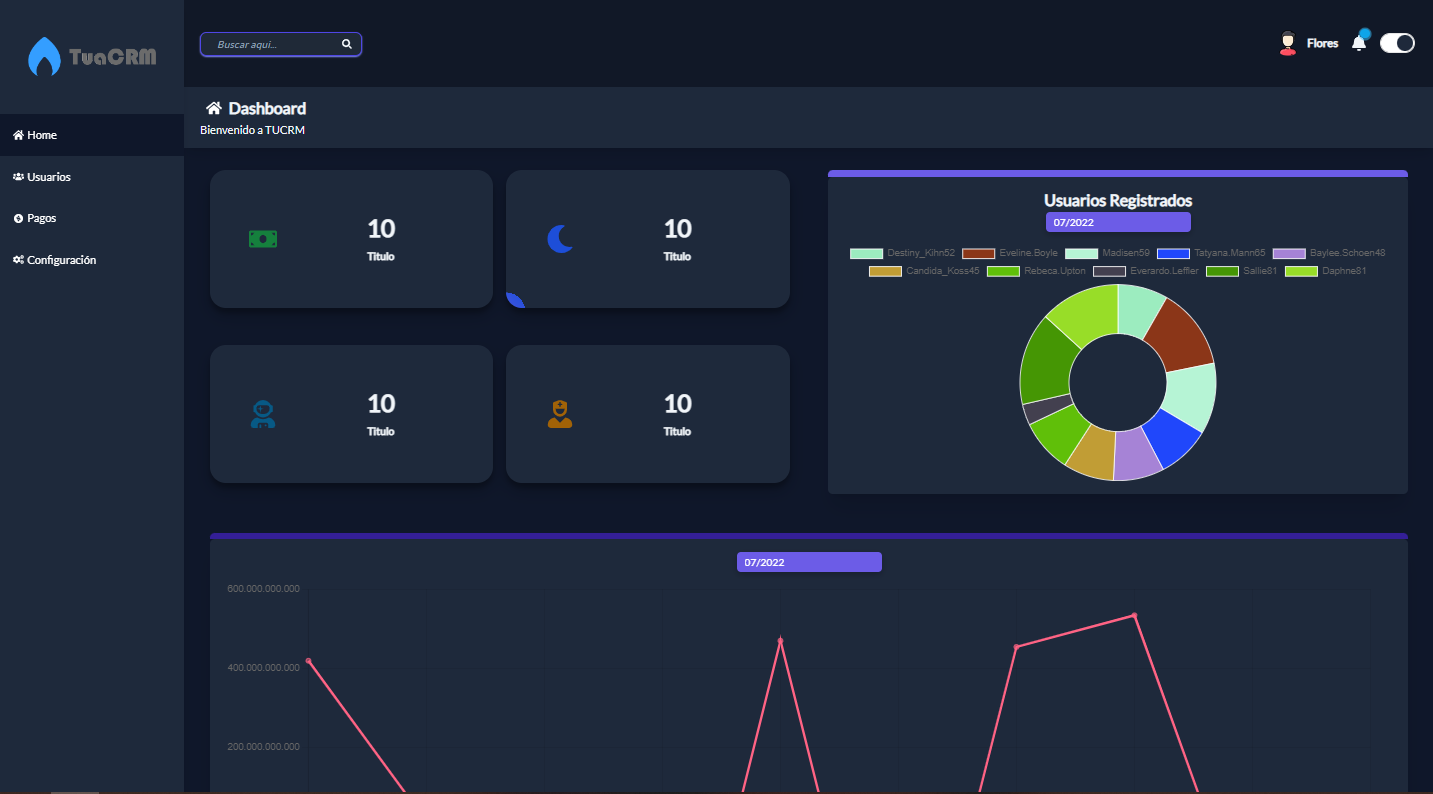 TuaCRM
Buscar aqui...
Flores
Home
Usuarios
Pagos
Configuración
Dashboard
Bienvenido a TUCRM
10
Titulo
10
Titulo
10
Titulo
10
Titulo
Usuarios Registrados
07/2022
Destiny_Kihn52 Eveline.Boyle Madisen59 Tatyana.Mann65 Baylee.Schoen48
Candida_Koss45 Rebeca.Upton Everardo.Leffler Sallie81 Daphne81
07/2022
600.000.000.000
400.000.000.000
200.000.000.000